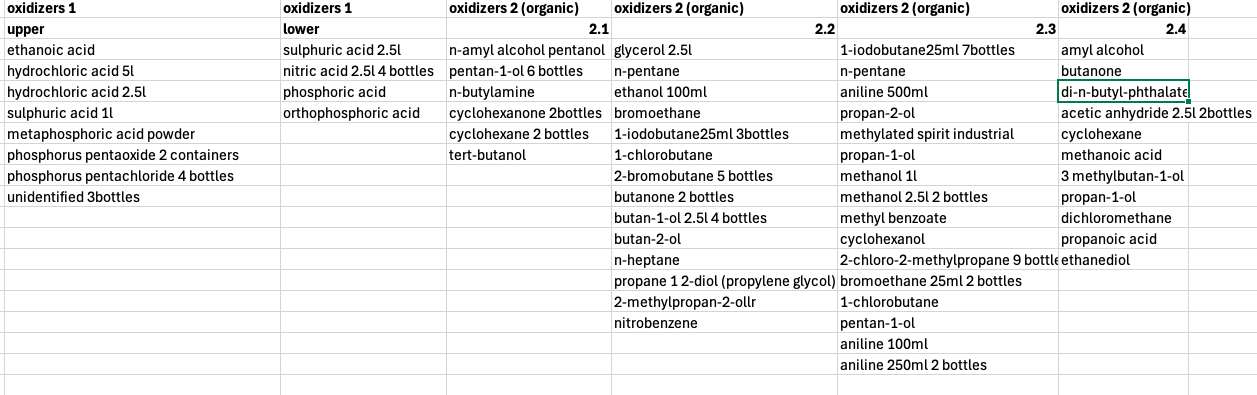 oxidizers 1	oxidizers 1	oxidizers 2 (organic)	oxidizers 2 (organic)	oxidizers 2 (organic)	oxidizers 2 (organic)
upper	lower	2.1	2.2	2.3	2.4
ethanoic acid	sulphuric acid 2.5l	n-amyl alcohol pentanol	glycerol 2.5l	1-iodobutane25ml 7bottles	amyl alcohol
hydrochloric acid 5l	nitric acid 2.5l 4 bottles	pentan-1-ol 6 bottles	n-pentane	n-pentane	butanone
hydrochloric acid 2.5l	phosphoric acid	n-butylamine	ethanol 100ml	aniline 500ml	di-n-butyl-phthalate
sulphuric acid 1l	orthophosphoric acid	cyclohexanone 2bottles	bromoethane	propan-2-ol	acetic anhydride 2.5l 2bottles
metaphosphoric acid powder		cyclohexane 2 bottles	1-iodobutane25ml 3bottles	methylated spirit industrial	cyclohexane
phosphorus pentaoxide 2 containers		tert-butanol	1-chlorobutane	propan-1-ol	methanoic acid
phosphorus pentachloride 4 bottles			2-bromobutane 5 bottles	methanol 1l	3 methylbutan-1-ol
unidentified 3bottles			butanone 2 bottles	methanol 2.5l 2 bottles	propan-1-ol
			butan-1-ol 2.5l 4 bottles	methyl benzoate	dichloromethane
			butan-2-ol	cyclohexanol	propanoic acid
			n-heptane	2-chloro-2-methylpropane 9 bottle	ethanediol
			propane 1 2-diol (propylene glycol)	bromoethane 25ml 2 bottles
			2-methylpropan-2-ollr	1-chlorobutane
			nitrobenzene	pentan-1-ol
				aniline 100ml
				aniline 250ml 2 bottles